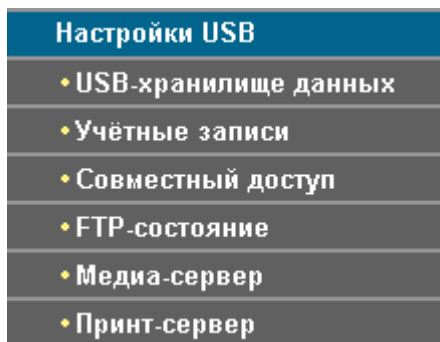 Настройки USB
•USB-хранилище данных
•Учётные записи
•Совместный доступ
•FTP-состояние
•Медиа-сервер
•Принт-сервер